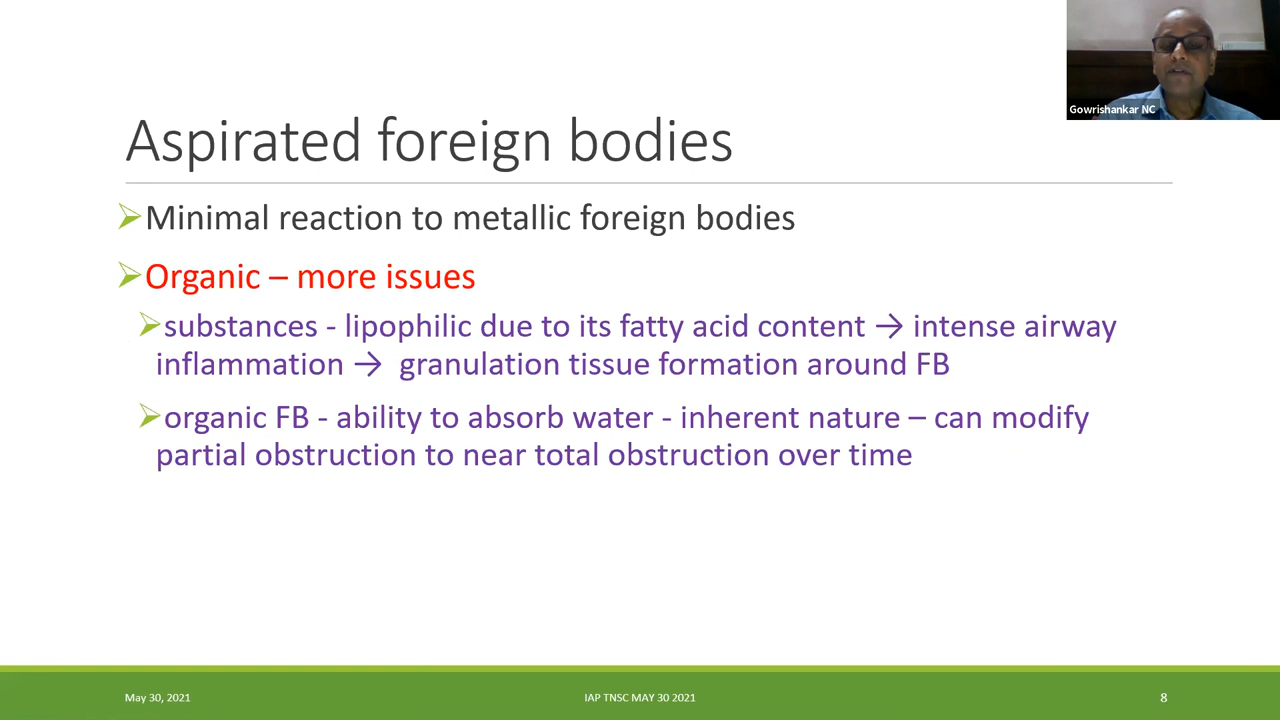 Gowrishankar NC
Aspirated foreign bodies
Minimal reaction to metallic foreign bodies
Organic – more issues
substances - lipophilic due to its fatty acid content → intense airway
inflammation → granulation tissue formation around FB
organic FB - ability to absorb water - inherent nature – can modify
partial obstruction to near total obstruction over time
May 30, 2021
IAP TNSC MAY 30 2021
8